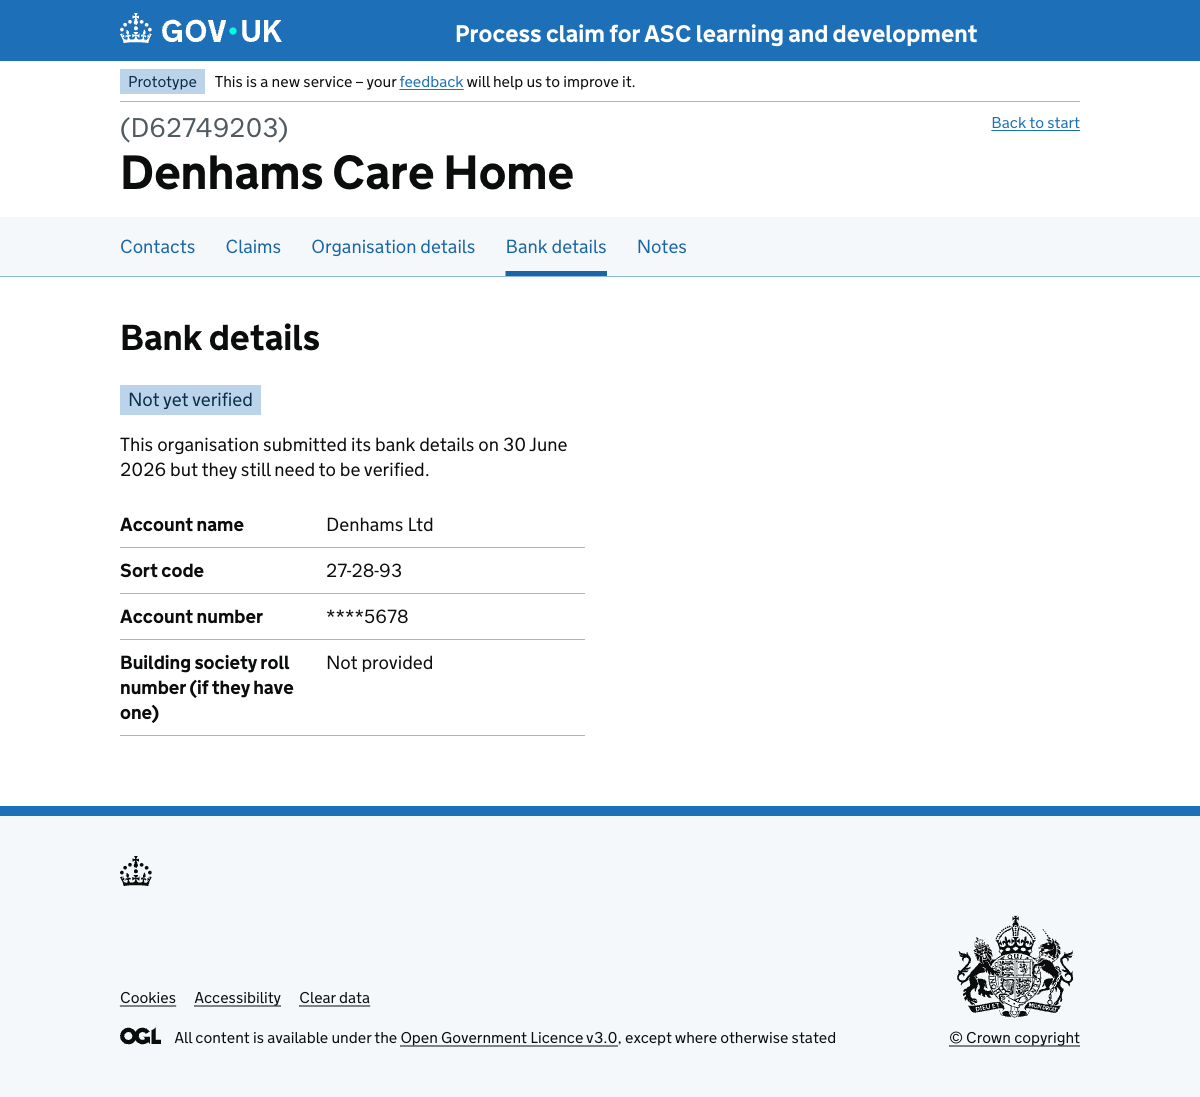 GOV·UK
Process claim for ASC learning and development
Prototype This is a new service – your feedback will help us to improve it.
(D62749203)
Back to start
Denhams Care Home
Contacts Claims Organisation details Bank details Notes
Bank details
Not yet verified
This organisation submitted its bank details on 30 June
2026 but they still need to be verified.
Account name Denhams Ltd
Sort code 27-28-93
Account number ****5678
Building society roll Not provided
number (if they have
one)
Cookies Accessibility Clear data
OGL All content is available under the Open Government Licence v3.0, except where otherwise stated
© Crown copyright